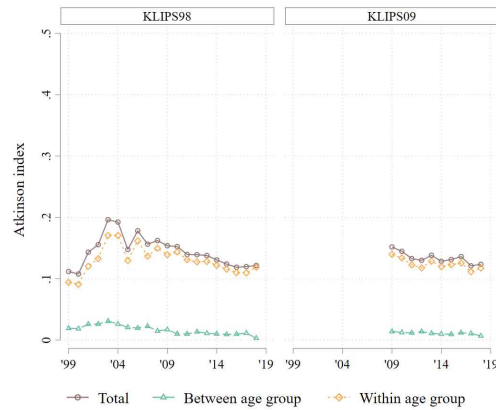 KLIPS98 KLIPS09
Atkinson index
.5
.4
.3
.2
.1
0
'99 '04 '09 '14 '19 '99 '04 '09 '14 '19
Total Between age group Within age group